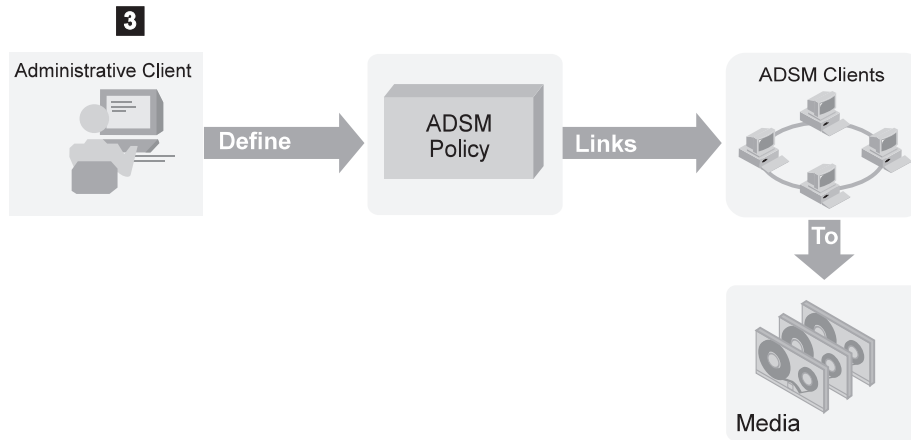 3
Administrative Client
Define
ADSM
Policy
Links
ADSM Clients
To
Media